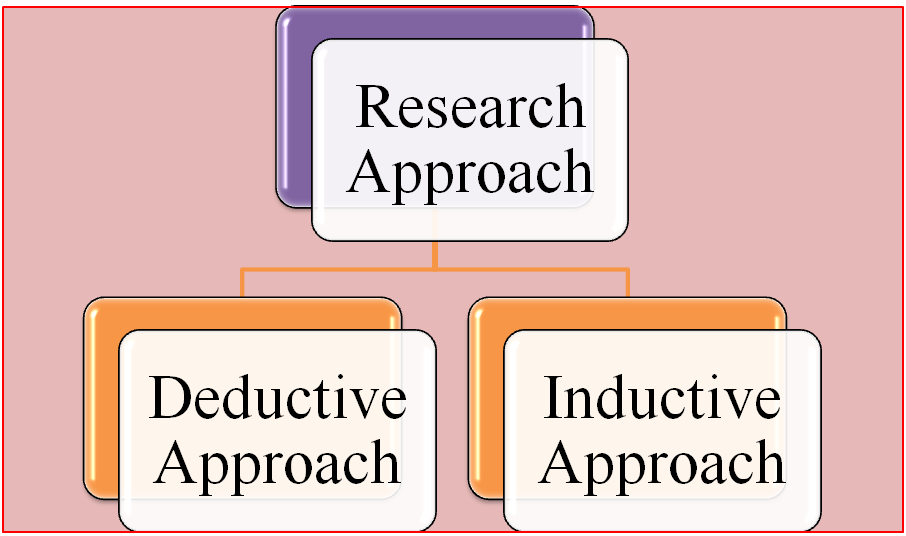 Research
Approach
Deductive
Approach
Inductive
Approach